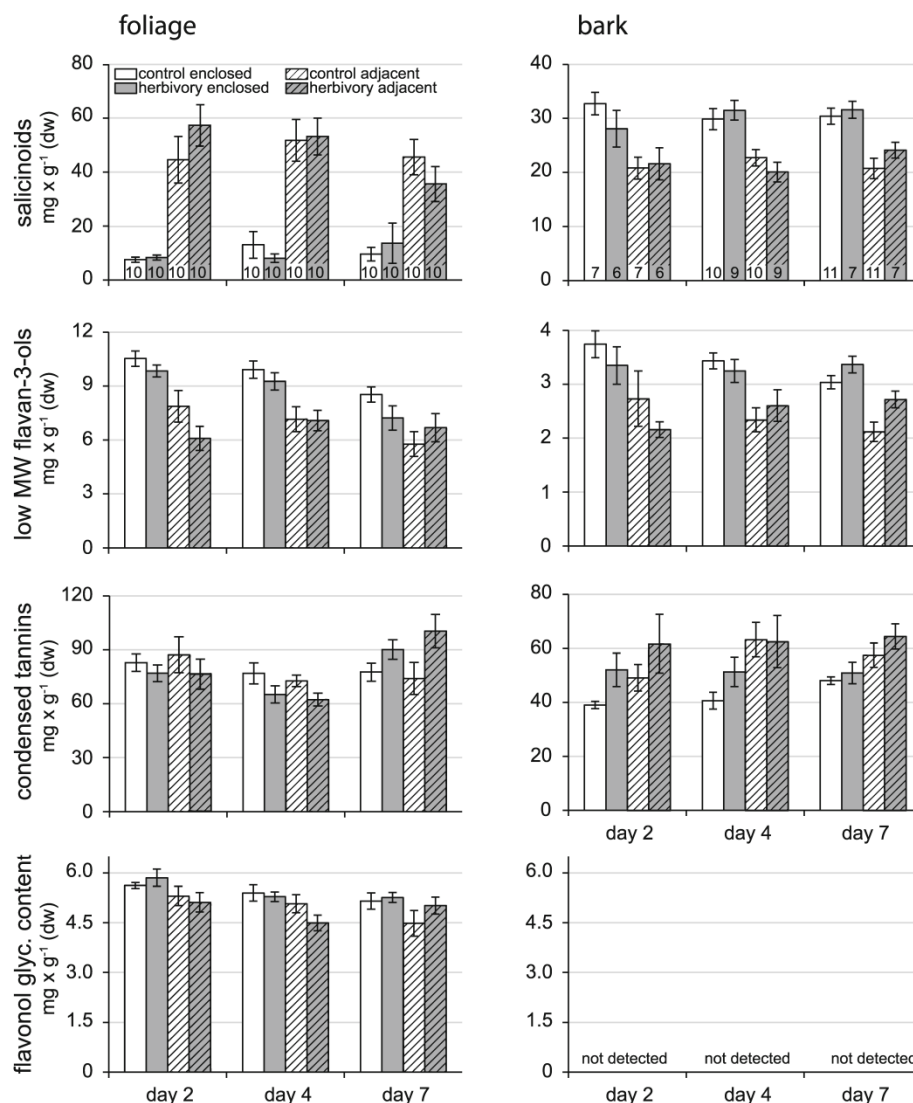 foliage
bark
salicinoids
mg x g⁻¹ (dw)
80
60
40
20
0
control enclosed
control adjacent
herbivory enclosed
herbivory adjacent
10 10 10 10
10 10 10 10
10 10 10 10
40
30
20
10
0
7 6 7 6
10 9 10 9
11 7 11 7
low MW flavan-3-ols
mg x g⁻¹ (dw)
12
9
6
3
0
4
3
2
1
0
condensed tannins
mg x g⁻¹ (dw)
120
90
60
30
0
80
60
40
20
0
day 2 day 4 day 7
flavonol glyc. content
mg x g⁻¹ (dw)
6.0
4.5
3.0
1.5
0
day 2 day 4 day 7
6.0
4.5
3.0
1.5
0
not detected not detected not detected
day 2 day 4 day 7